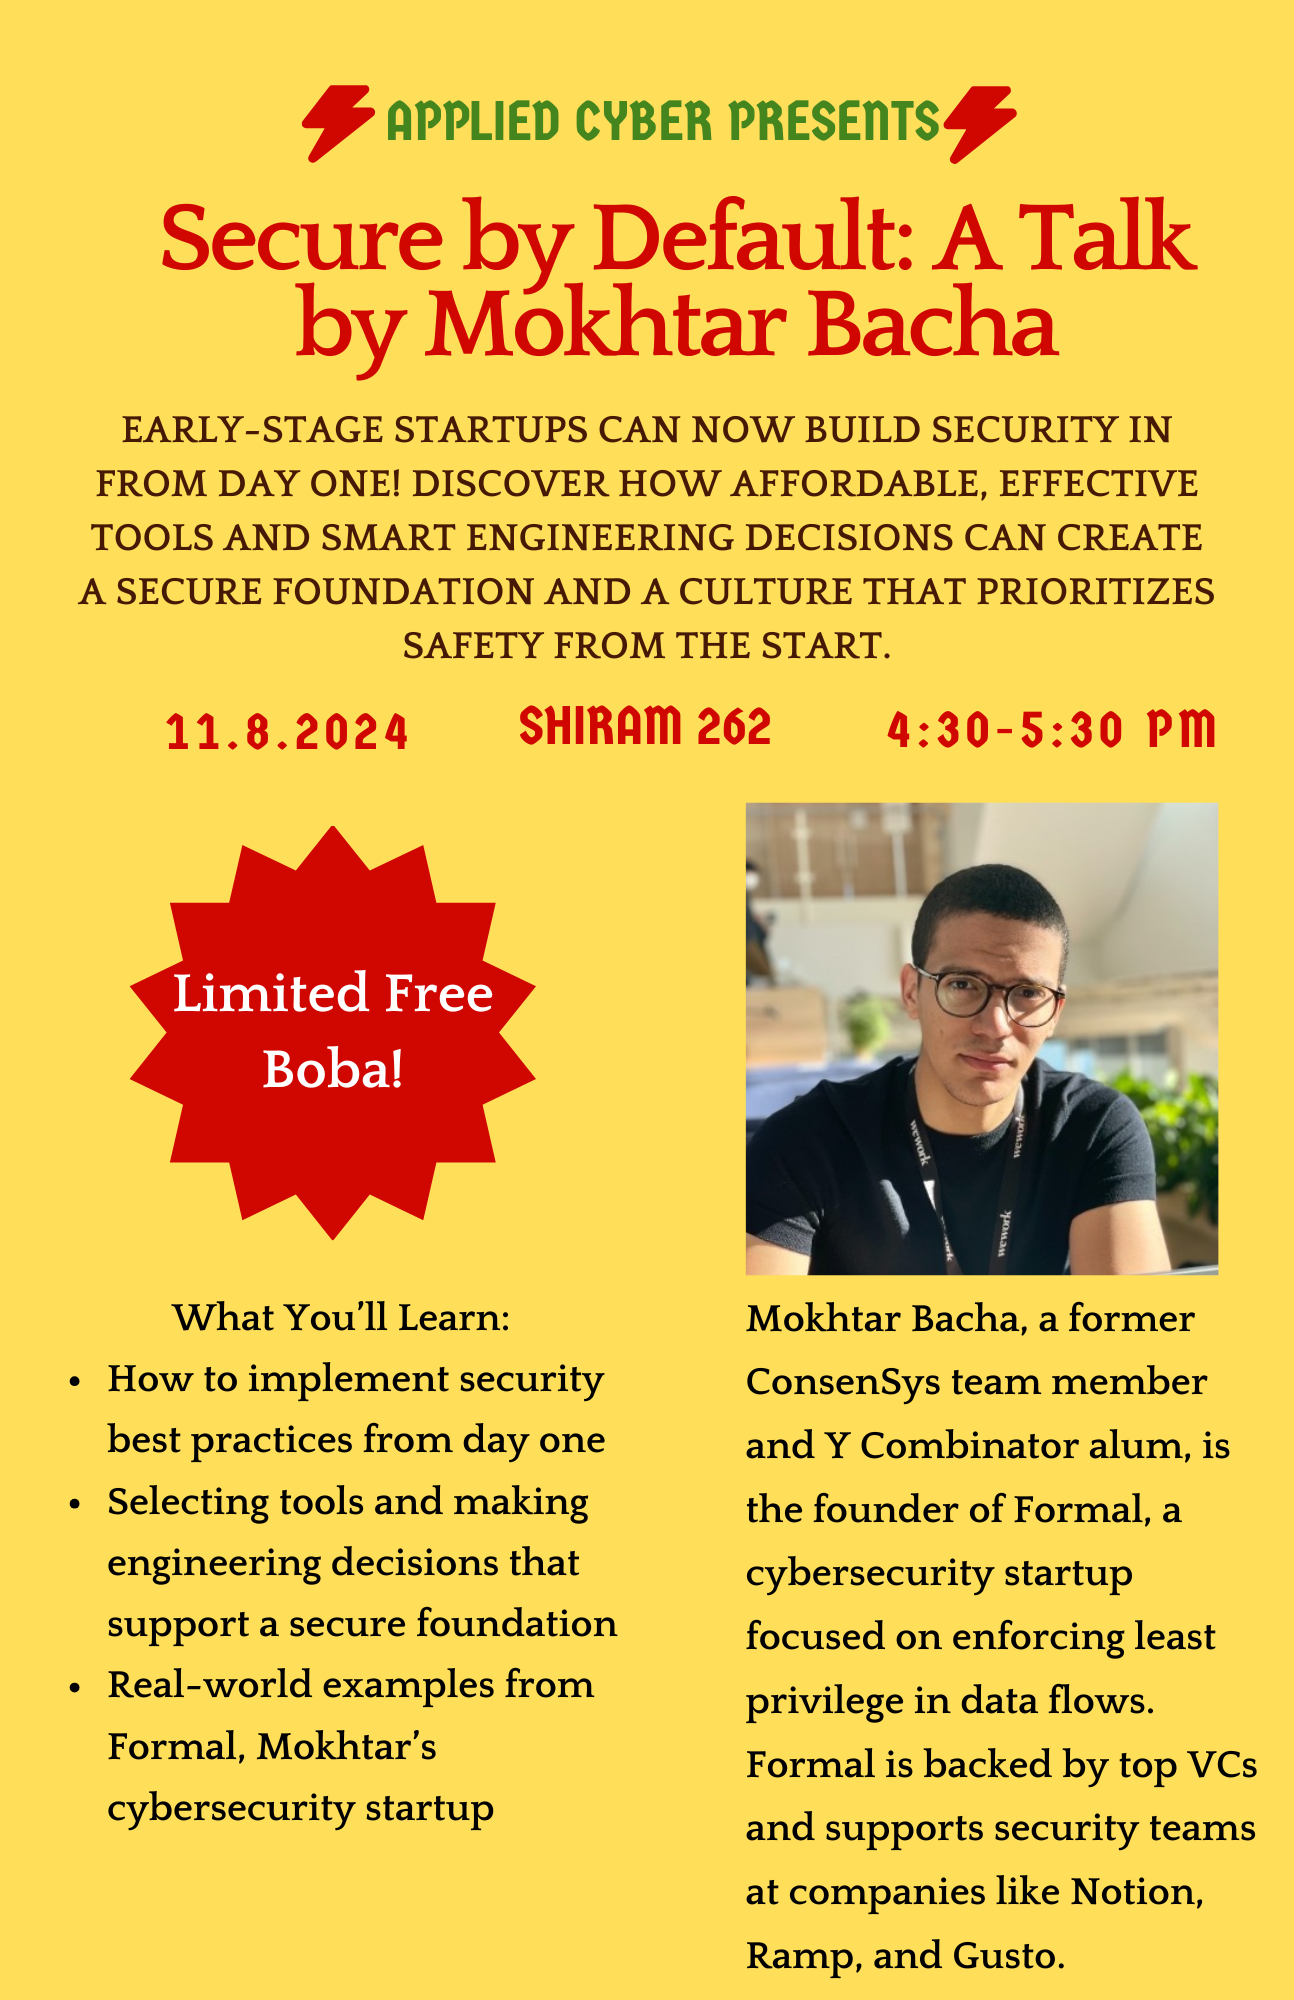 APPLIED CYBER PRESENTS
Secure by Default: A Talk
by Mokhtar Bacha
EARLY-STAGE STARTUPS CAN NOW BUILD SECURITY IN
FROM DAY ONE! DISCOVER HOW AFFORDABLE, EFFECTIVE
TOOLS AND SMART ENGINEERING DECISIONS CAN CREATE
A SECURE FOUNDATION AND A CULTURE THAT PRIORITIZES
SAFETY FROM THE START.
11.8.2024
SHIRAM 262
4:30-5:30 PM
Limited Free
Boba!
wework
wework
wework
What You’ll Learn:
• How to implement security
best practices from day one
• Selecting tools and making
engineering decisions that
support a secure foundation
• Real-world examples from
Formal, Mokhtar’s
cybersecurity startup
Mokhtar Bacha, a former
ConsenSys team member
and Y Combinator alum, is
the founder of Formal, a
cybersecurity startup
focused on enforcing least
privilege in data flows.
Formal is backed by top VCs
and supports security teams
at companies like Notion,
Ramp, and Gusto.